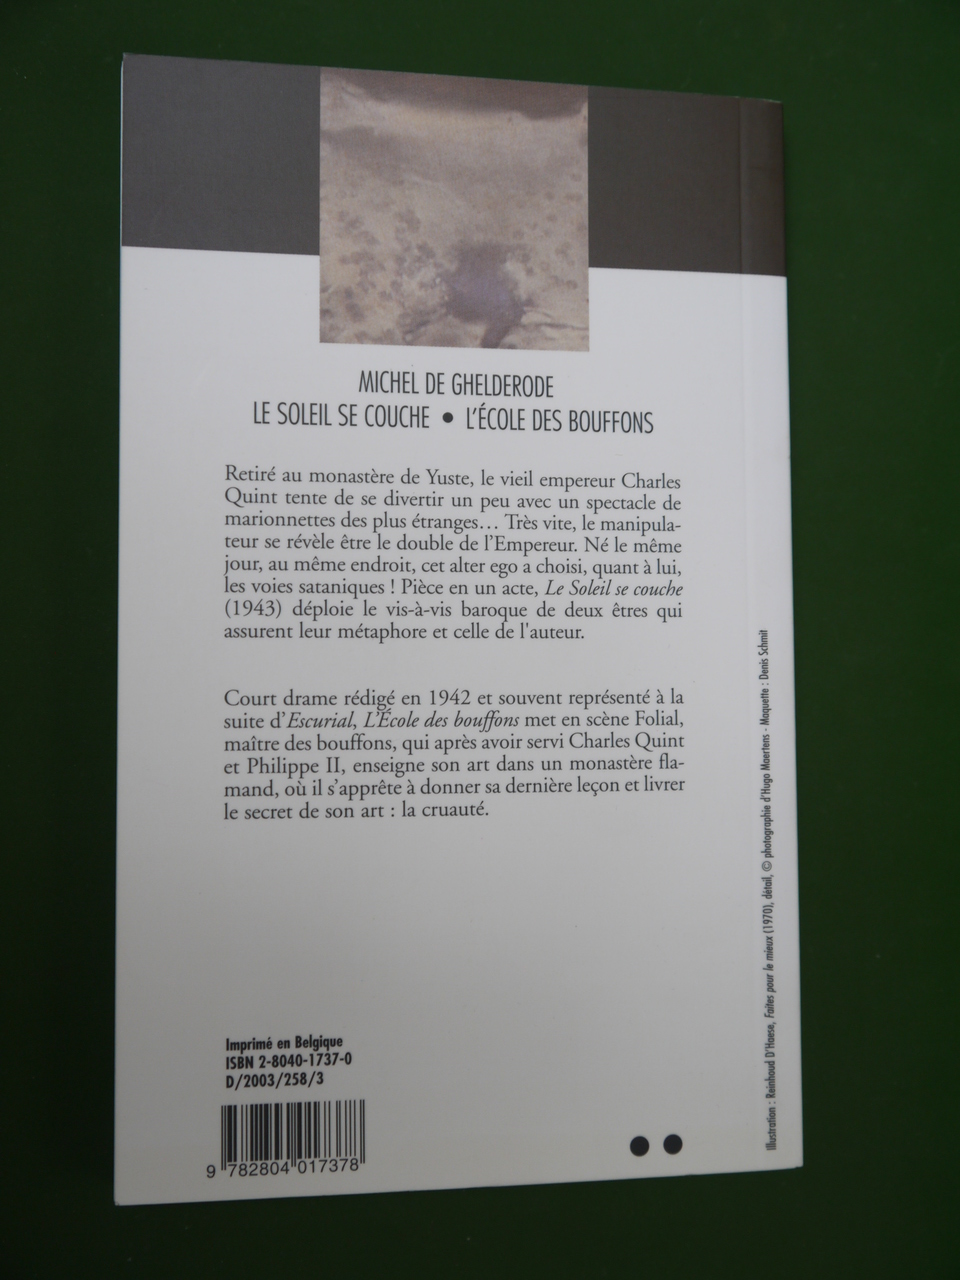 MICHEL DE GHELDERODE
LE SOLEIL SE COUCHE • L'ÉCOLE DES BOUFFONS
Retiré au monastère de Yuste, le vieil empereur Charles
Quint tente de se divertir un peu avec un spectacle de
marionnettes des plus étranges… Très vite, le manipula-
teur se révèle être le double de l'Empereur. Né le même
jour, au même endroit, cet alter ego a choisi, quant à lui,
les voies sataniques ! Pièce en un acte, Le Soleil se couche
(1943) déploie le vis-à-vis baroque de deux êtres qui
assurent leur métaphore et celle de l'auteur.
Court drame rédigé en 1942 et souvent représenté à la
suite d'Escurial, L'École des bouffons met en scène Folial,
maître des bouffons, qui après avoir servi Charles Quint
et Philippe II, enseigne son art dans un monastère fla-
mand, où il s'apprête à donner sa dernière leçon et livrer
le secret de son art : la cruauté.
Imprimé en Belgique
ISBN 2-8040-1737-0
D/2003/258/3
9 782804 017378
Illustration : Reinhoud D'Haese, Faites pour le mieux (1970), détail, © photographie d'Hugo Maertens - Maquette : Denis Schmit